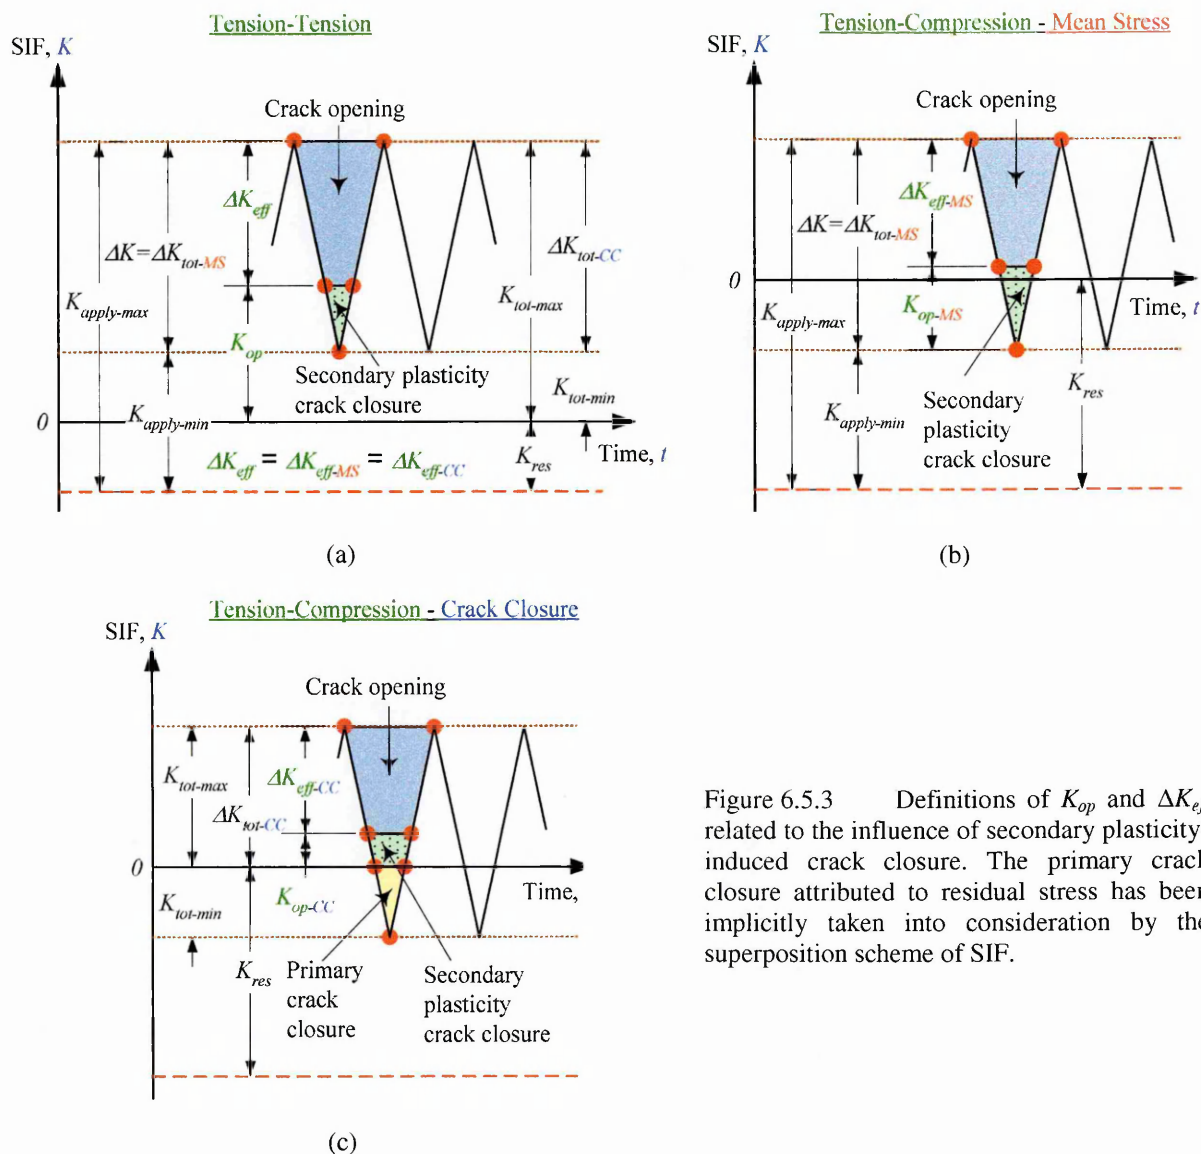 Tension-Tension
SIF, K
Crack opening
ΔK_eff
ΔK=ΔK_tot-MS
ΔK_tot-CC
K_apply-max
K_tot-max
K_op
Secondary plasticity
crack closure
K_tot-min
K_apply-min
0
K_res
Time, t
ΔK_eff = ΔK_eff-MS = ΔK_eff-CC
(a)
Tension-Compression - Mean Stress
SIF, K
Crack opening
ΔK_eff-MS
ΔK=ΔK_tot-MS
0
Time, t
K_apply-max
K_op-MS
K_res
K_apply-min
Secondary
plasticity
crack closure
(b)
Tension-Compression - Crack Closure
SIF, K
Crack opening
K_tot-max
ΔK_eff-CC
ΔK_tot-CC
0
Time,
K_op-CC
K_tot-min
K_res
Primary
crack
closure
Secondary
plasticity
crack closure
(c)
Figure 6.5.3 Definitions of K_op and ΔK_ef
related to the influence of secondary plasticity
induced crack closure. The primary crack
closure attributed to residual stress has been
implicitly taken into consideration by the
superposition scheme of SIF.